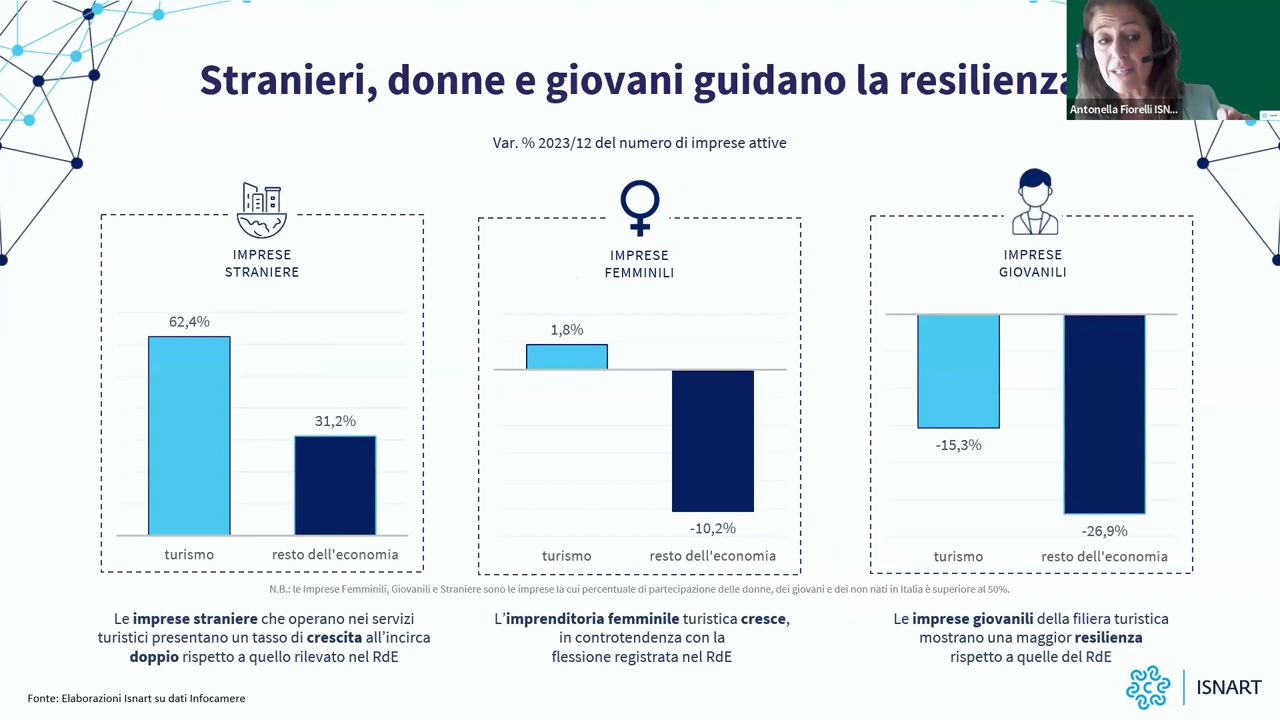 Stranieri, donne e giovani guidano la resilienza
Antonella Fiorelli ISN...
Var. % 2023/12 del numero di imprese attive
IMPRESE
STRANIERE
62,4%
31,2%
turismo
resto dell'economia
IMPRESE
FEMMINILI
1,8%
-10,2%
turismo
resto dell'economia
IMPRESE
GIOVANILI
-15,3%
-26,9%
turismo
resto dell'economia
N.B.: le Imprese Femminili, Giovanili e Straniere sono le imprese la cui percentuale di partecipazione delle donne, dei giovani e dei non nati in Italia è superiore al 50%.
Le imprese straniere che operano nei servizi
turistici presentano un tasso di crescita all'incirca
doppio rispetto a quello rilevato nel RdE
L'imprenditoria femminile turistica cresce,
in controtendenza con la
flessione registrata nel RdE
Le imprese giovanili della filiera turistica
mostrano una maggior resilienza
rispetto a quelle del RdE
Fonte: Elaborazioni Isnart su dati Infocamere
ISNART